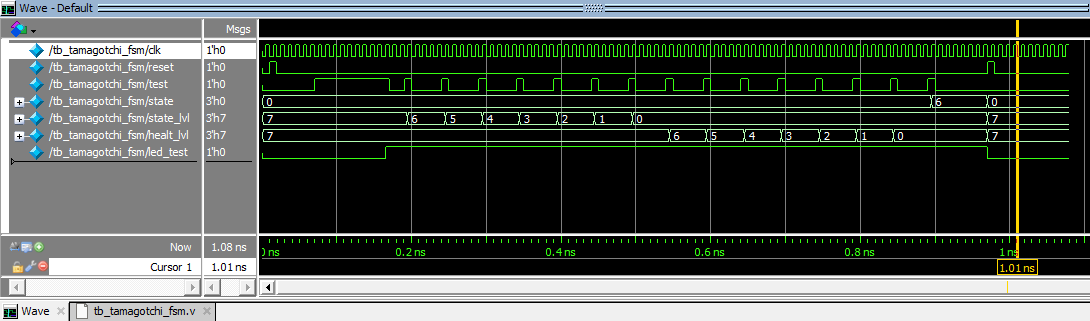 Wave - Default
Msgs
/tb_tamagotchi_fsm/clk 1'h0
/tb_tamagotchi_fsm/reset 1'h0
/tb_tamagotchi_fsm/test 1'h0
/tb_tamagotchi_fsm/state 3'h0 0 6 0
/tb_tamagotchi_fsm/state_lvl 3'h7 7 6 5 4 3 2 1 0 7
/tb_tamagotchi_fsm/healt_lvl 3'h7 7 6 5 4 3 2 1 0 7
/tb_tamagotchi_fsm/led_test 1'h0
Now 1.08 ns ns 0.2 ns 0.4 ns 0.6 ns 0.8 ns 1 ns
Cursor 1 1.01 ns 1.01 ns
Wave tb_tamagotchi_fsm.v